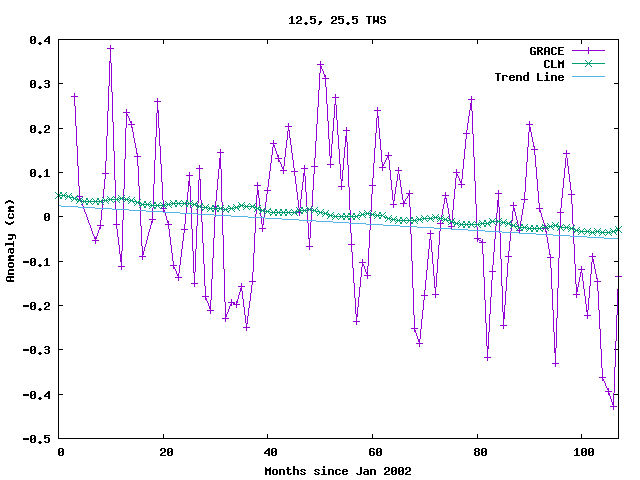 12.5, 25.5 TWS
GRACE
CLM
Trend Line
0.4
0.3
0.2
0.1
0
-0.1
-0.2
-0.3
-0.4
-0.5
Anomaly (cm)
0 20 40 60 80 100
Months since Jan 2002